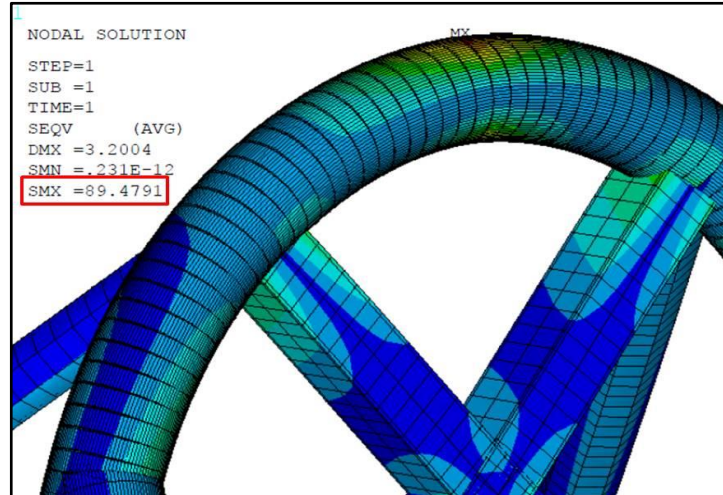 1
NODAL SOLUTION
MX
STEP=1
SUB =1
TIME=1
SEQV (AVG)
DMX =3.2004
SMN =.231E-12
SMX =89.4791